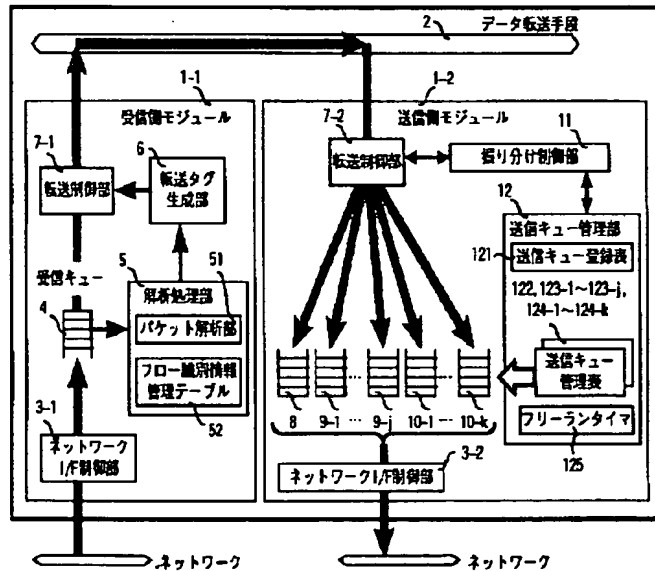 2
データ転送手段
1-1
受信側モジュール
1-2
送信側モジュール
7-1
6
7-2
11
転送制御部
転送タグ
生成部
転送制御部
振り分け制御部
12
送信キュー管理部
121
送信キュー登録表
122,123-1~123-j,
124-1~124-k
受信キュー
5
51
解析処理部
4
パケット解析部
フロー識別情報
管理テーブル
52
送信キュー
管理表
8
9-1
…
9-j
10-1
…
10-k
フリーランタイマ
125
3-1
ネットワーク
I/F制御部
3-2
ネットワークI/F制御部
ネットワーク
ネットワーク